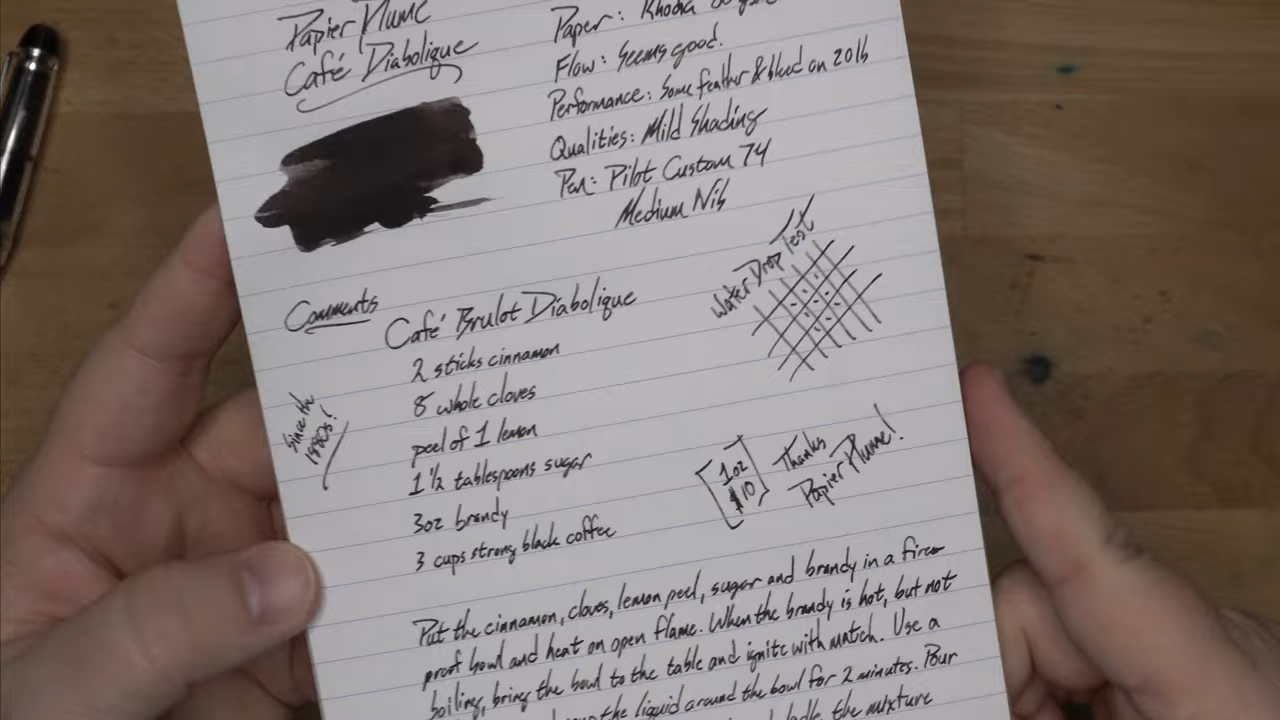 Papier Plume
Café Diabolique
Paper: Rhodia
Flow: Seems good.
Performance: Some feather & bleed on 20lb
Qualities: Mild Shading
Pen: Pilot Custom 74
Medium Nib
Water Drop Test
Comments
Café Brulot Diabolique
2 sticks cinnamon
8 whole cloves
peel of 1 lemon
1 ½ tablespoons sugar
3oz brandy
3 cups strong black coffee
Since the
1880s!
1oz
$10
Thanks
Papier Plume!
Put the cinnamon, cloves, lemon peel, sugar and brandy in a fire
proof bowl and heat on open flame. When the brandy is hot, but not
boiling, bring the bowl to the table and ignite with match. Use a
the liquid around the bowl for 2 minutes. Pour
ladle the mixture